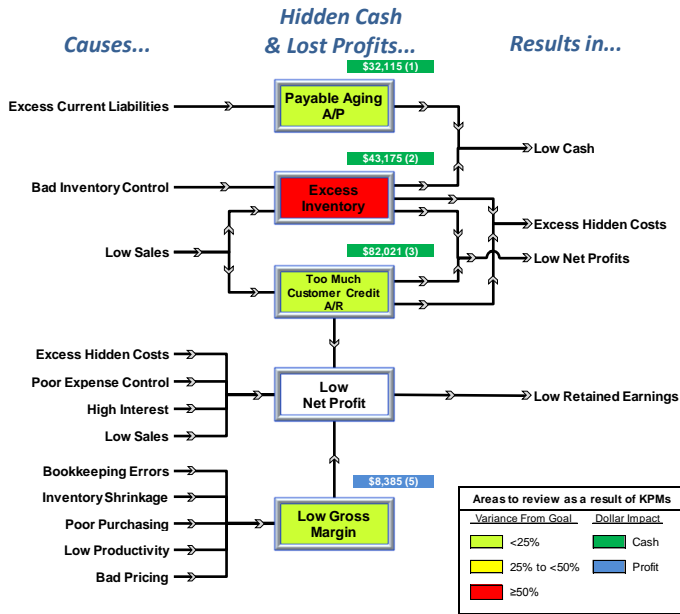 Causes...
Hidden Cash
& Lost Profits...
Results in...
$32,115 (1)
Excess Current Liabilities
Payable Aging
A/P
Low Cash
$43,175 (2)
Bad Inventory Control
Excess
Inventory
Excess Hidden Costs
Low Sales
$82,021 (3)
Low Net Profits
Too Much
Customer Credit
A/R
Excess Hidden Costs
Poor Expense Control
High Interest
Low Sales
Low
Net Profit
Low Retained Earnings
Bookkeeping Errors
Inventory Shrinkage
Poor Purchasing
Low Productivity
Bad Pricing
$8,385 (5)
Low Gross
Margin
Areas to review as a result of KPMs
Variance From Goal Dollar Impact
<25% Cash
25% to <50% Profit
≥50%